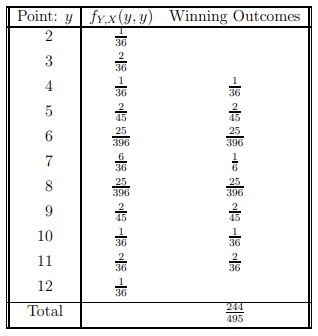 Point: y f_{Y,X}(y, y) Winning Outcomes
2 1/36
3 2/36
4 1/36 1/36
5 2/45 2/45
6 25/396 25/396
7 6/36 1/6
8 25/396 25/396
9 2/45 2/45
10 1/36 1/36
11 2/36 2/36
12 1/36
Total 244/495